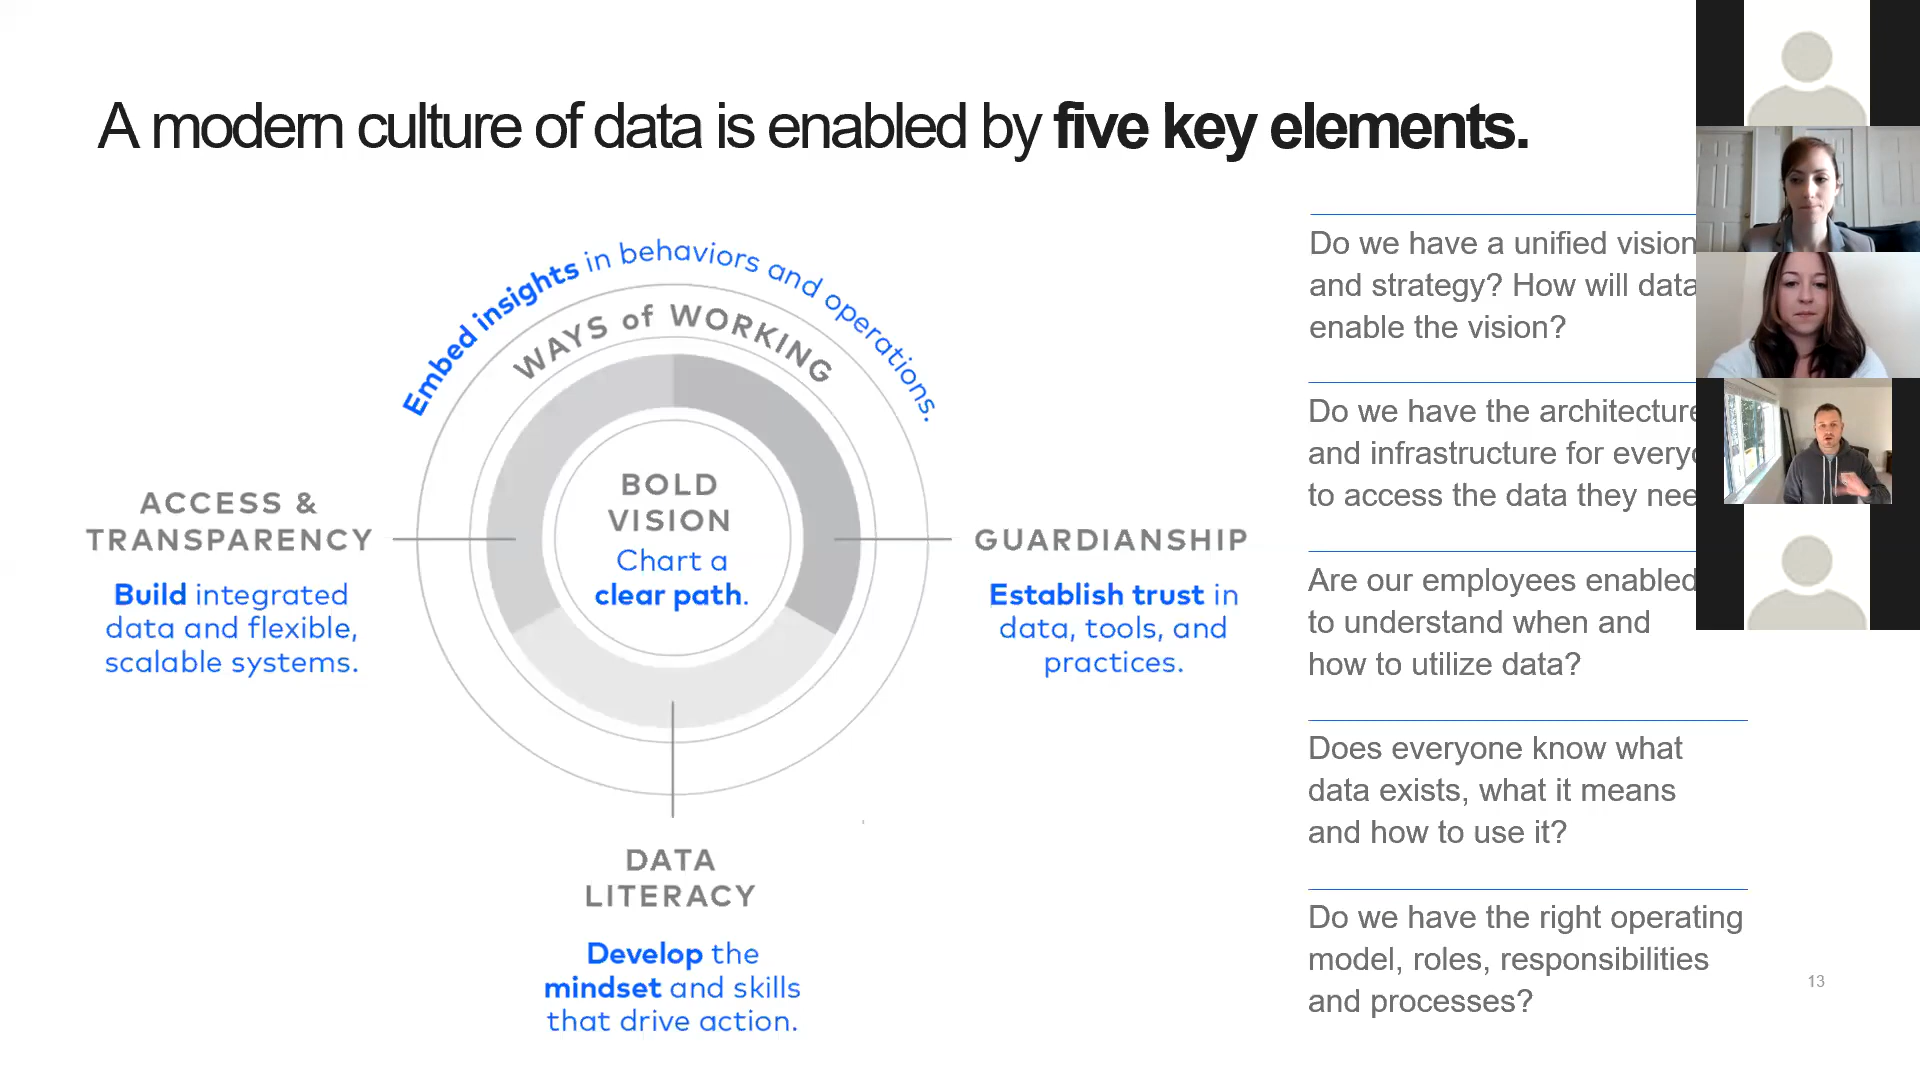 A modern culture of data is enabled by five key elements.
Embed insights in behaviors and operations.
WAYS of WORKING
BOLD
VISION
Chart a
clear path.
ACCESS &
TRANSPARENCY
Build integrated
data and flexible,
scalable systems.
GUARDIANSHIP
Establish trust in
data, tools, and
practices.
DATA
LITERACY
Develop the
mindset and skills
that drive action.
Do we have a unified vision
and strategy? How will data
enable the vision?
Do we have the architecture
and infrastructure for
to access the data they
Are our employees enabled
to understand when and
how to utilize data?
Does everyone know what
data exists, what it means
and how to use it?
Do we have the right operating
model, roles, responsibilities
and processes?
13